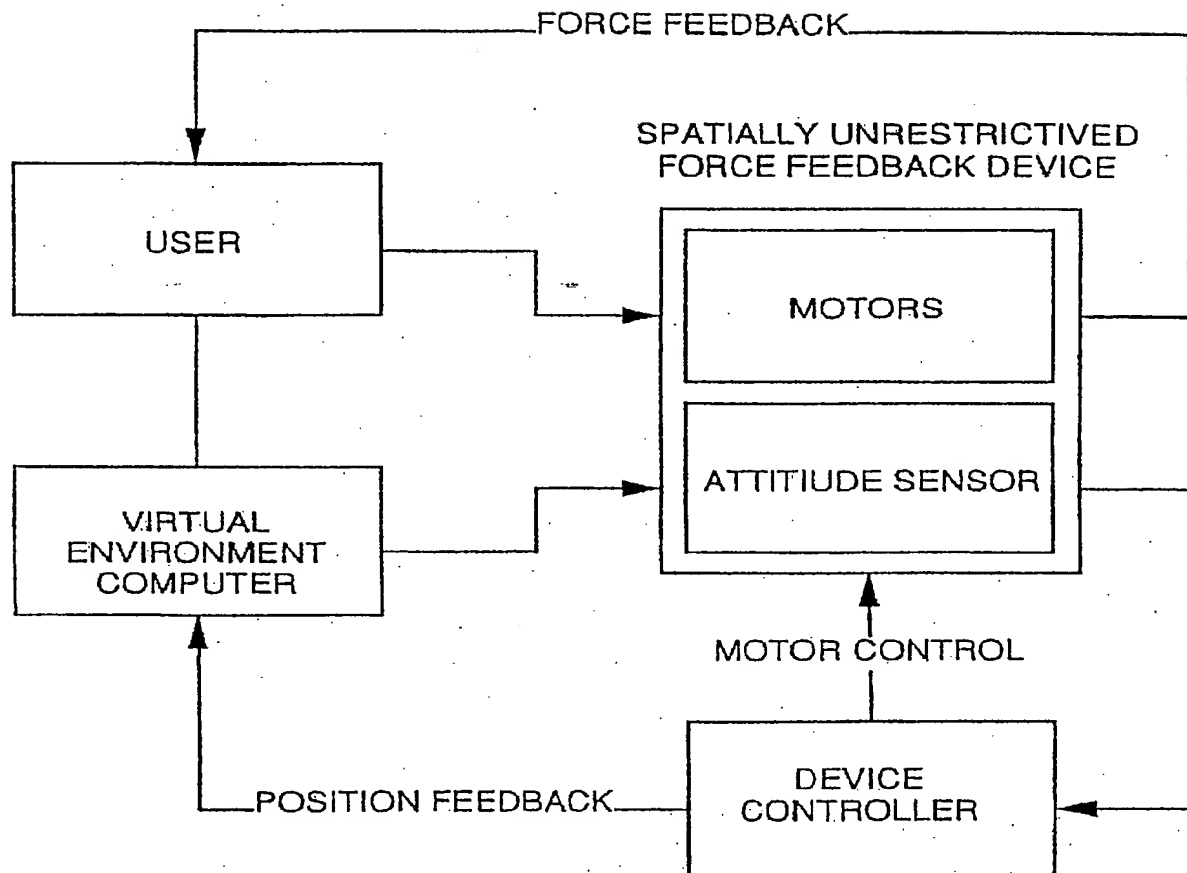 FORCE FEEDBACK
SPATIALLY UNRESTRICTIVED
FORCE FEEDBACK DEVICE
USER
MOTORS
ATTITIUDE SENSOR
VIRTUAL
ENVIRONMENT
COMPUTER
MOTOR CONTROL
DEVICE
CONTROLLER
POSITION FEEDBACK